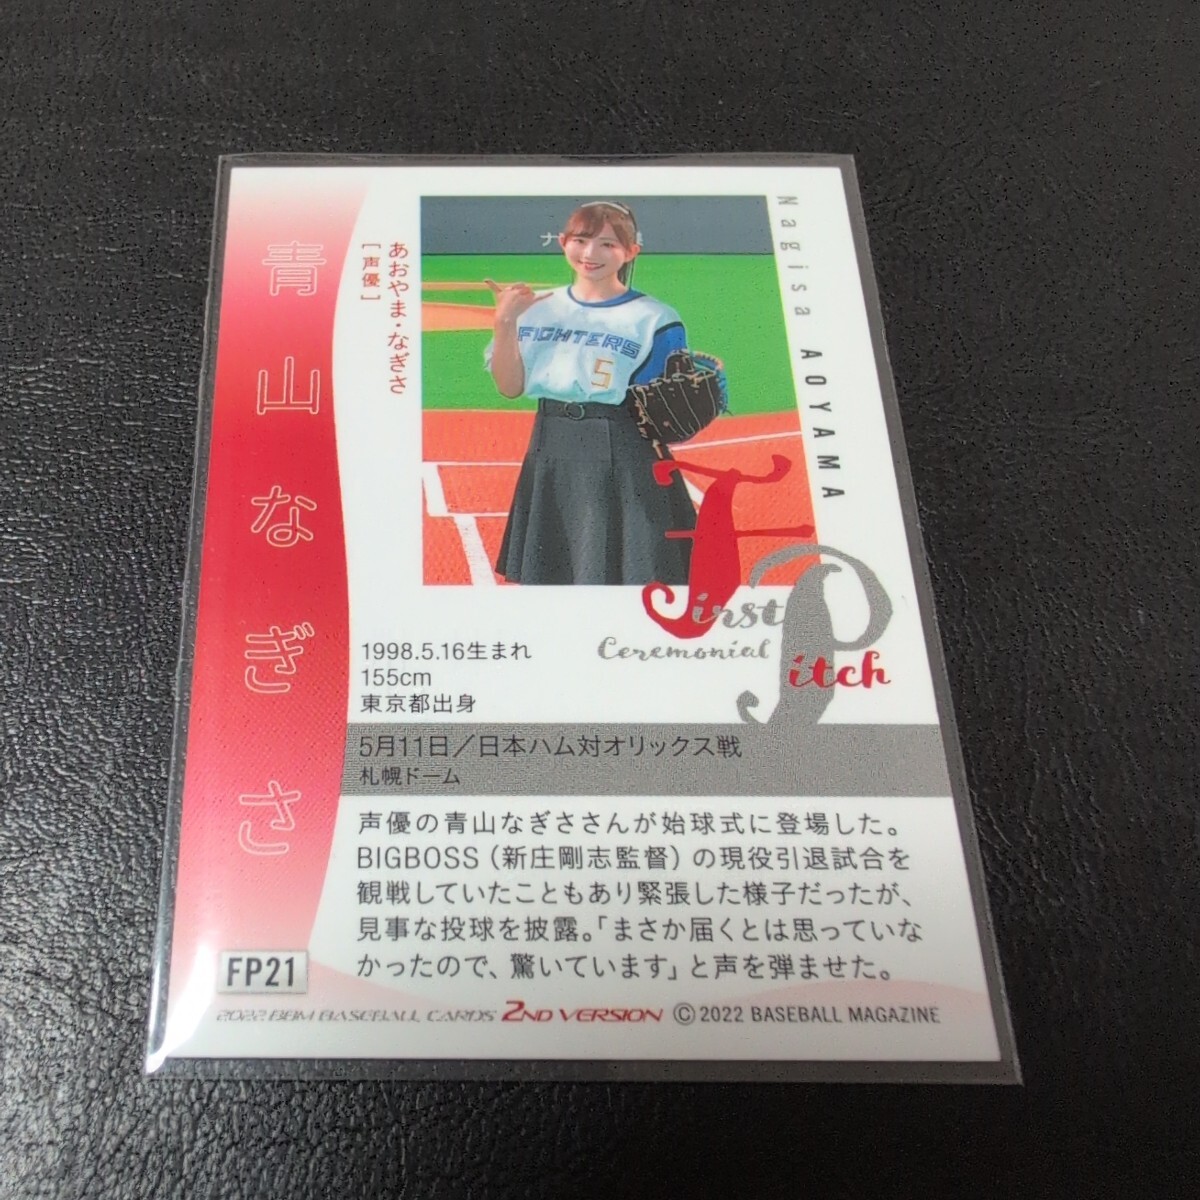 青山なぎさ
あおやま・なぎさ
[声優]
Nagisa AOYAMA
FIGHTERS
5
First
Ceremonial
Pitch
1998.5.16生まれ
155cm
東京都出身
5月11日／日本ハム対オリックス戦
札幌ドーム
声優の青山なぎささんが始球式に登場した。
BIGBOSS（新庄剛志監督）の現役引退試合を
観戦していたこともあり緊張した様子だったが、
見事な投球を披露。「まさか届くとは思っていな
かったので、驚いています」と声を弾ませた。
FP21
2022 BBM BASEBALL CARDS 2ND VERSION © 2022 BASEBALL MAGAZINE